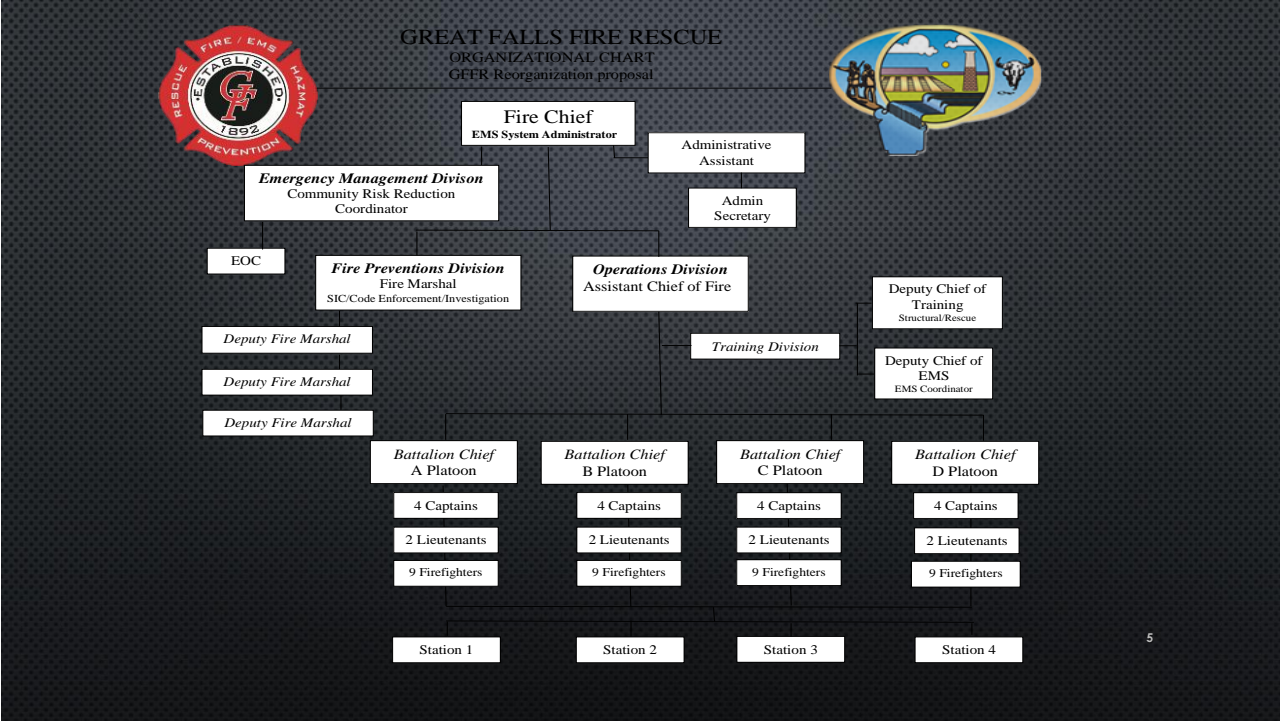 GREAT FALLS FIRE RESCUE
ORGANIZATIONAL CHART
GFFR Reorganization proposal
FIRE / EMS
RESCUE
HAZMAT
PREVENTION
·ESTABLISHED·
GFF
1892
Fire Chief
EMS System Administrator
Administrative
Assistant
Admin
Secretary
Emergency Management Divison
Community Risk Reduction
Coordinator
EOC
Fire Preventions Division
Fire Marshal
SIC/Code Enforcement/Investigation
Operations Division
Assistant Chief of Fire
Deputy Fire Marshal
Deputy Fire Marshal
Deputy Fire Marshal
Training Division
Deputy Chief of
Training
Structural/Rescue
Deputy Chief of
EMS
EMS Coordinator
Battalion Chief
A Platoon
4 Captains
2 Lieutenants
9 Firefighters
Battalion Chief
B Platoon
4 Captains
2 Lieutenants
9 Firefighters
Battalion Chief
C Platoon
4 Captains
2 Lieutenants
9 Firefighters
Battalion Chief
D Platoon
4 Captains
2 Lieutenants
9 Firefighters
Station 1
Station 2
Station 3
Station 4
5